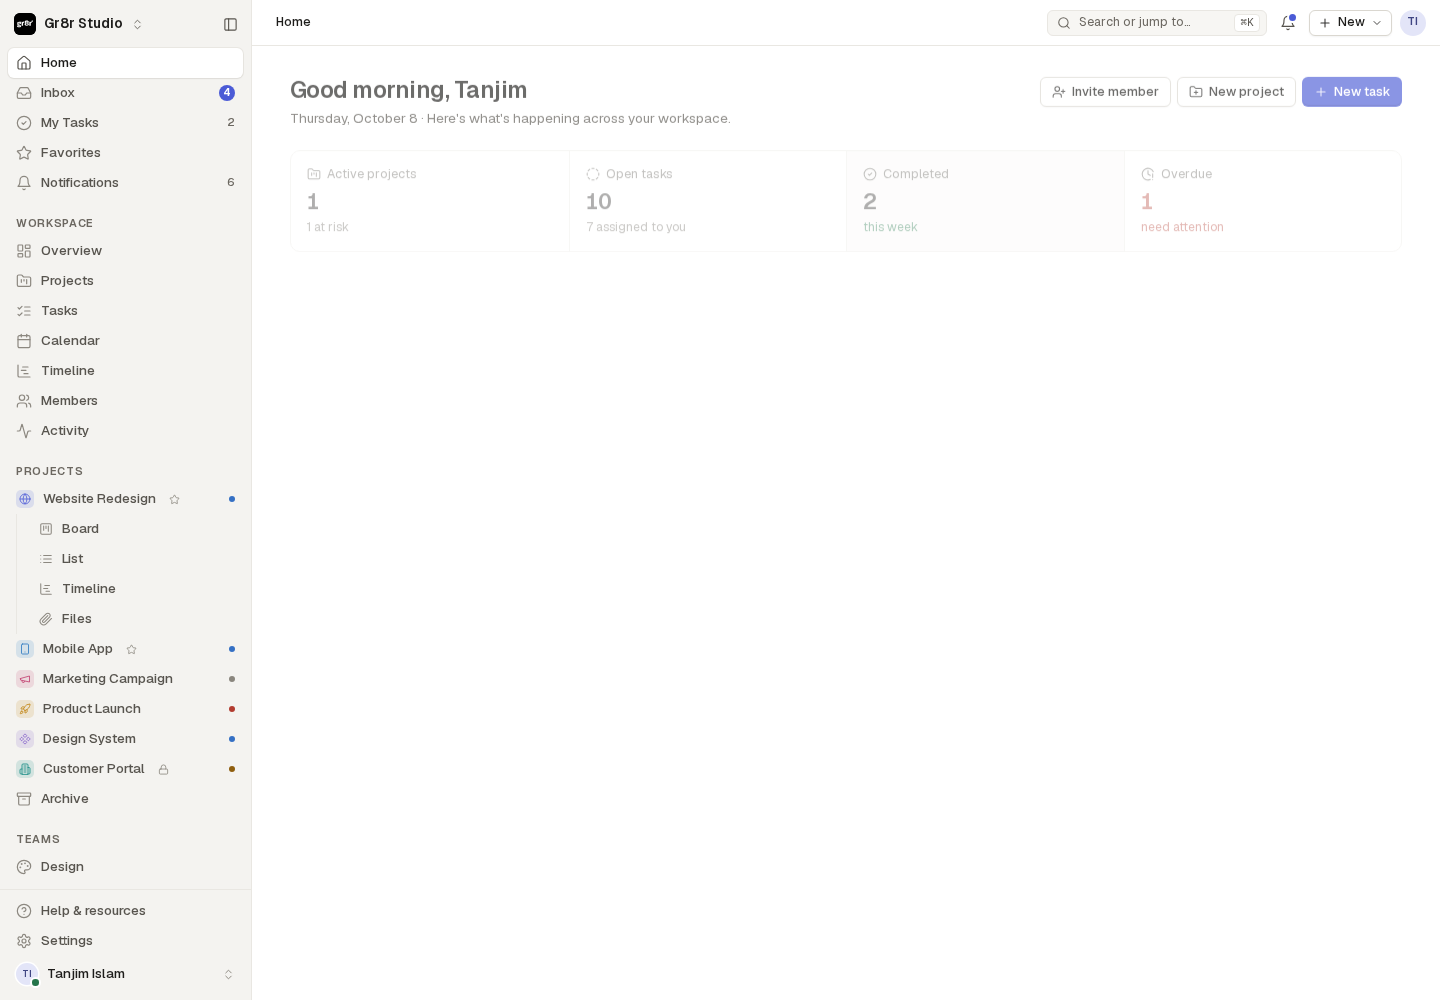 gr8r Gr8r Studio
Home
Search or jump to... ⌘K
New
TI
Home
Inbox 4
My Tasks 2
Favorites
Notifications 6
WORKSPACE
Overview
Projects
Tasks
Calendar
Timeline
Members
Activity
PROJECTS
Website Redesign
Board
List
Timeline
Files
Mobile App
Marketing Campaign
Product Launch
Design System
Customer Portal
Archive
TEAMS
Design
Help & resources
Settings
TI Tanjim Islam
Good morning, Tanjim
Thursday, October 8 · Here's what's happening across your workspace.
Invite member
New project
New task
Active projects
1
1 at risk
Open tasks
10
7 assigned to you
Completed
2
this week
Overdue
1
need attention